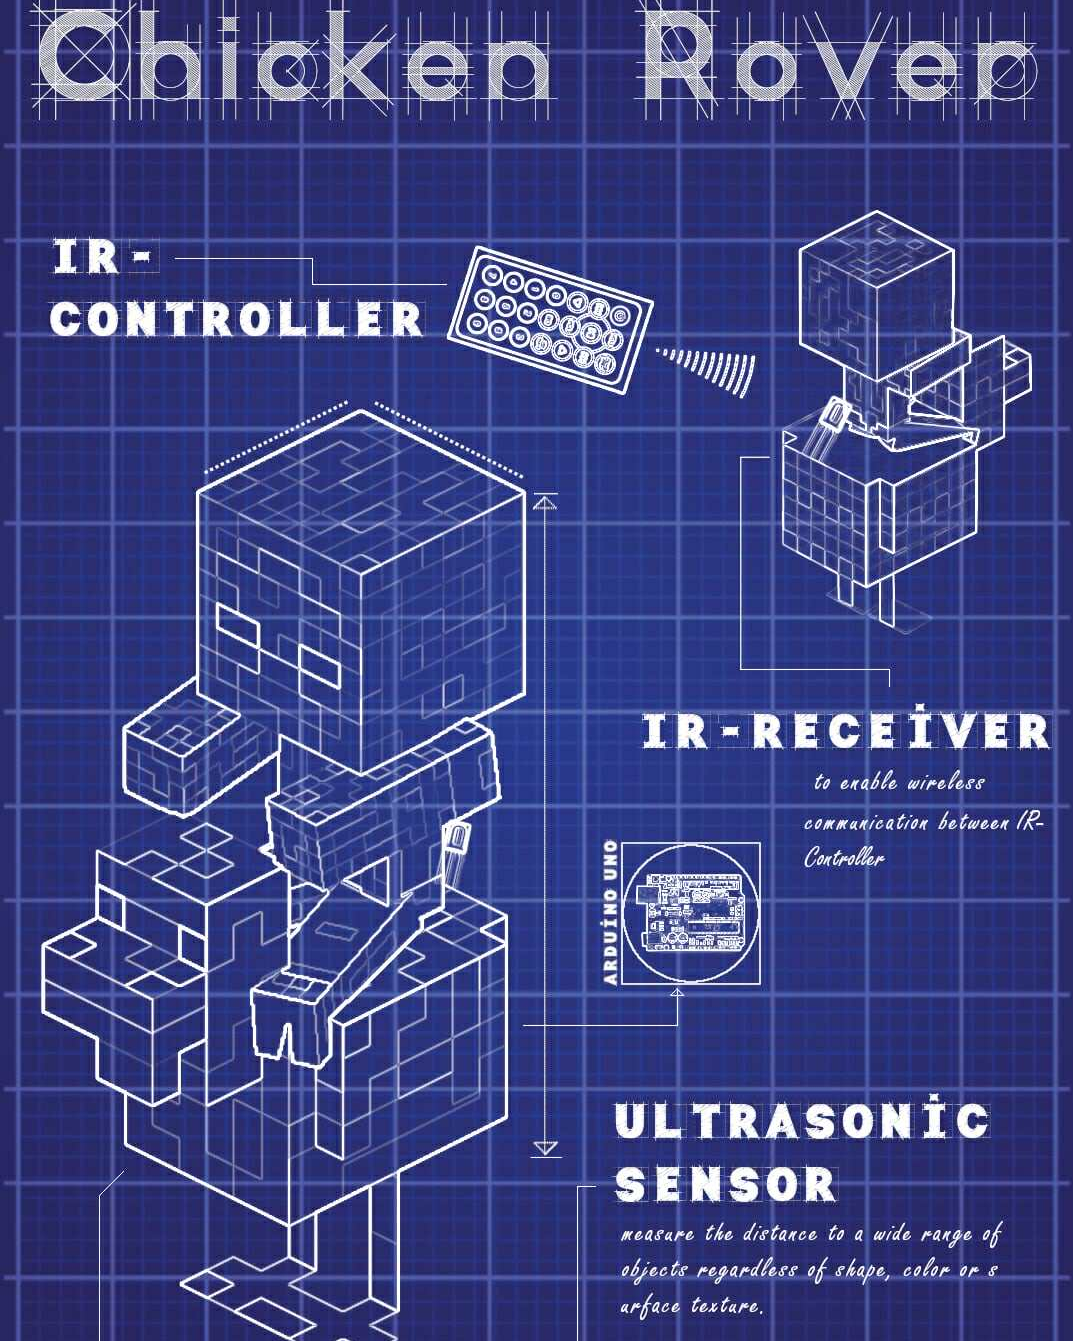 Chicken Rover
IR-
CONTROLLER
IR-RECEİVER
to enable wireless
communication between IR-
Controller
ARDUİNO UNO
ULTRASONİC
SENSOR
measure the distance to a wide range of
objects regardless of shape, color or s
urface texture.